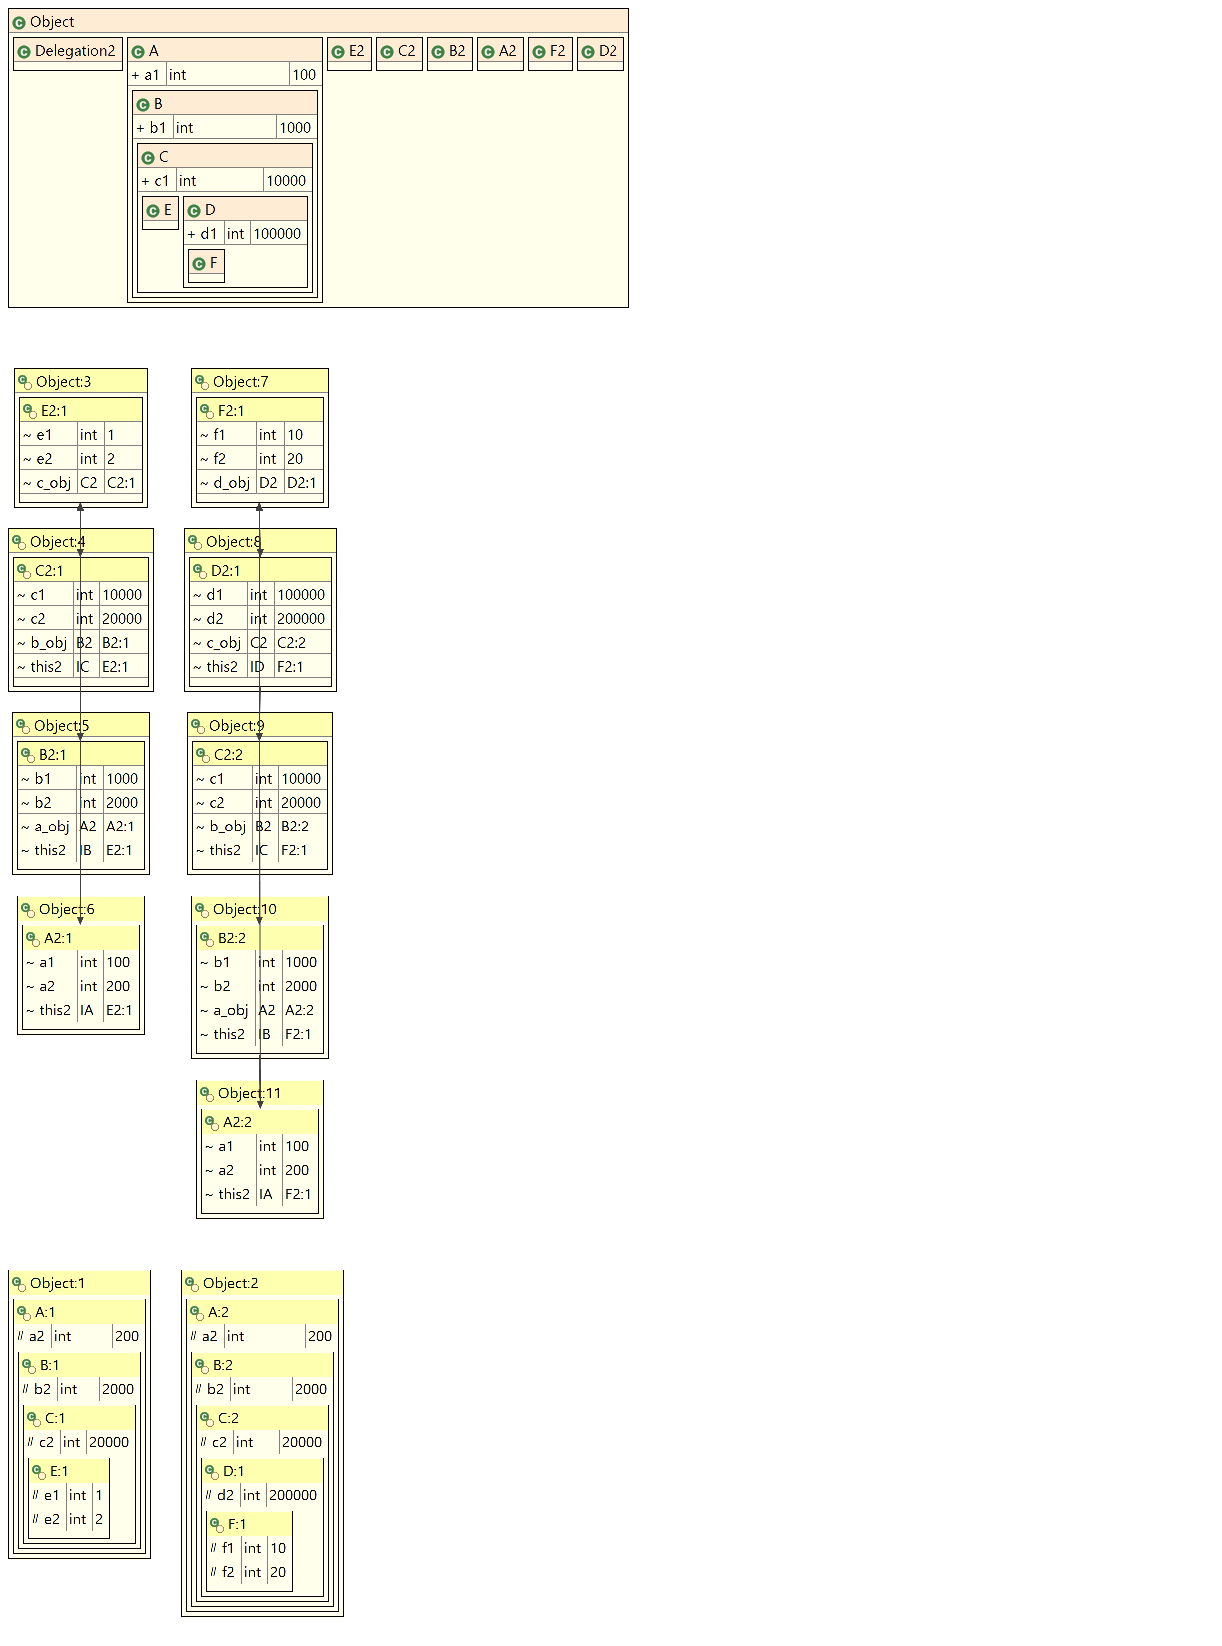 Object
Delegation2 A E2 C2 B2 A2 F2 D2
+ a1 int 100
B
+ b1 int 1000
C
+ c1 int 10000
E D
+ d1 int 100000
F
Object:3
E2:1
~ e1 int 1
~ e2 int 2
~ c_obj C2 C2:1
Object:7
F2:1
~ f1 int 10
~ f2 int 20
~ d_obj D2 D2:1
Object:4
C2:1
~ c1 int 10000
~ c2 int 20000
~ b_obj B2 B2:1
~ this2 IC E2:1
Object:8
D2:1
~ d1 int 100000
~ d2 int 200000
~ c_obj C2 C2:2
~ this2 ID F2:1
Object:5
B2:1
~ b1 int 1000
~ b2 int 2000
~ a_obj A2 A2:1
~ this2 IB E2:1
Object:9
C2:2
~ c1 int 10000
~ c2 int 20000
~ b_obj B2 B2:2
~ this2 IC F2:1
Object:6
A2:1
~ a1 int 100
~ a2 int 200
~ this2 IA E2:1
Object:10
B2:2
~ b1 int 1000
~ b2 int 2000
~ a_obj A2 A2:2
~ this2 IB F2:1
Object:11
A2:2
~ a1 int 100
~ a2 int 200
~ this2 IA F2:1
Object:1
A:1
// a2 int 200
B:1
// b2 int 2000
C:1
// c2 int 20000
E:1
// e1 int 1
// e2 int 2
Object:2
A:2
// a2 int 200
B:2
// b2 int 2000
C:2
// c2 int 20000
D:1
// d2 int 200000
F:1
// f1 int 10
// f2 int 20